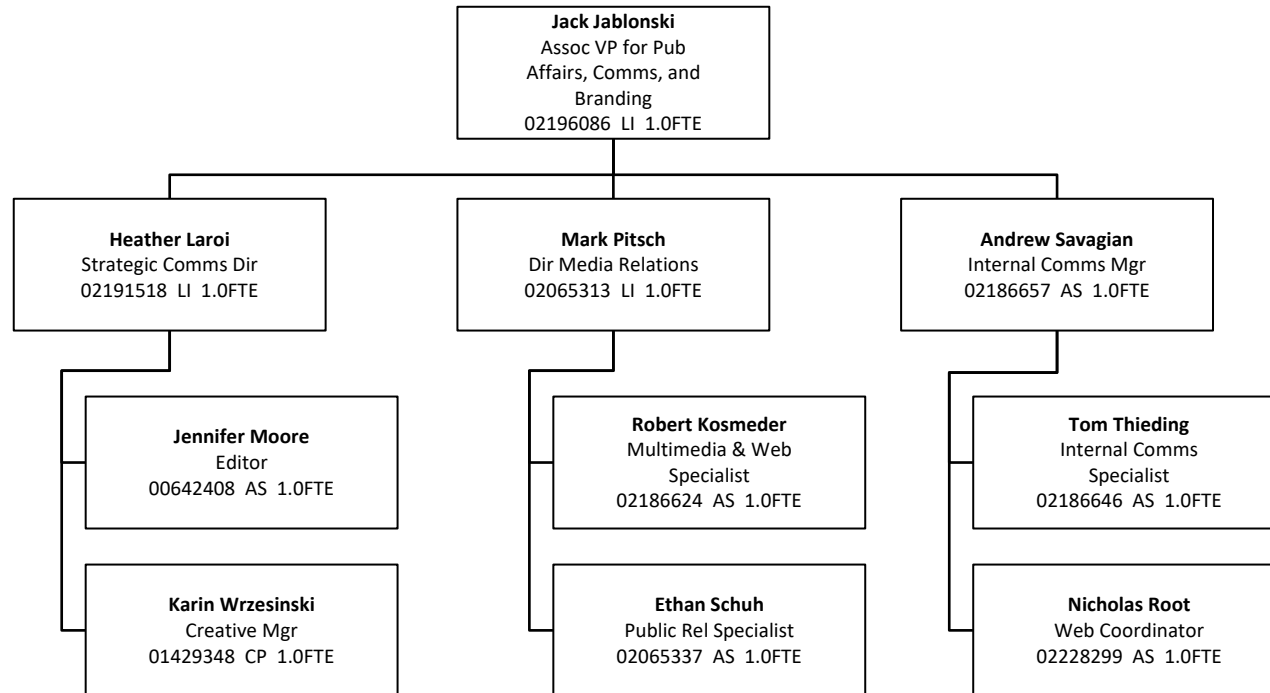 Jack Jablonski
Assoc VP for Pub
Affairs, Comms, and
Branding
02196086 LI 1.0FTE
Heather Laroi
Strategic Comms Dir
02191518 LI 1.0FTE
Mark Pitsch
Dir Media Relations
02065313 LI 1.0FTE
Andrew Savagian
Internal Comms Mgr
02186657 AS 1.0FTE
Jennifer Moore
Editor
00642408 AS 1.0FTE
Robert Kosmeder
Multimedia & Web
Specialist
02186624 AS 1.0FTE
Tom Thieding
Internal Comms
Specialist
02186646 AS 1.0FTE
Karin Wrzesinski
Creative Mgr
01429348 CP 1.0FTE
Ethan Schuh
Public Rel Specialist
02065337 AS 1.0FTE
Nicholas Root
Web Coordinator
02228299 AS 1.0FTE